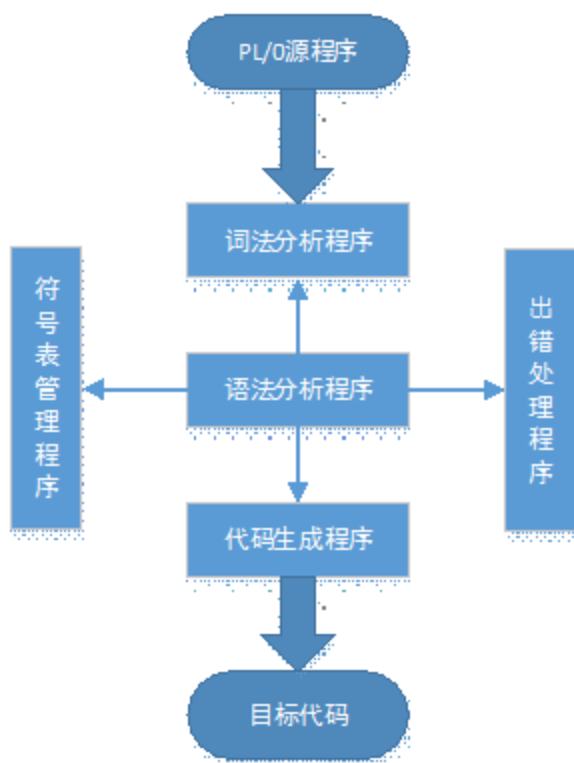 PL/0源程序
词法分析程序
符号表管理程序
语法分析程序
出错处理程序
代码生成程序
目标代码